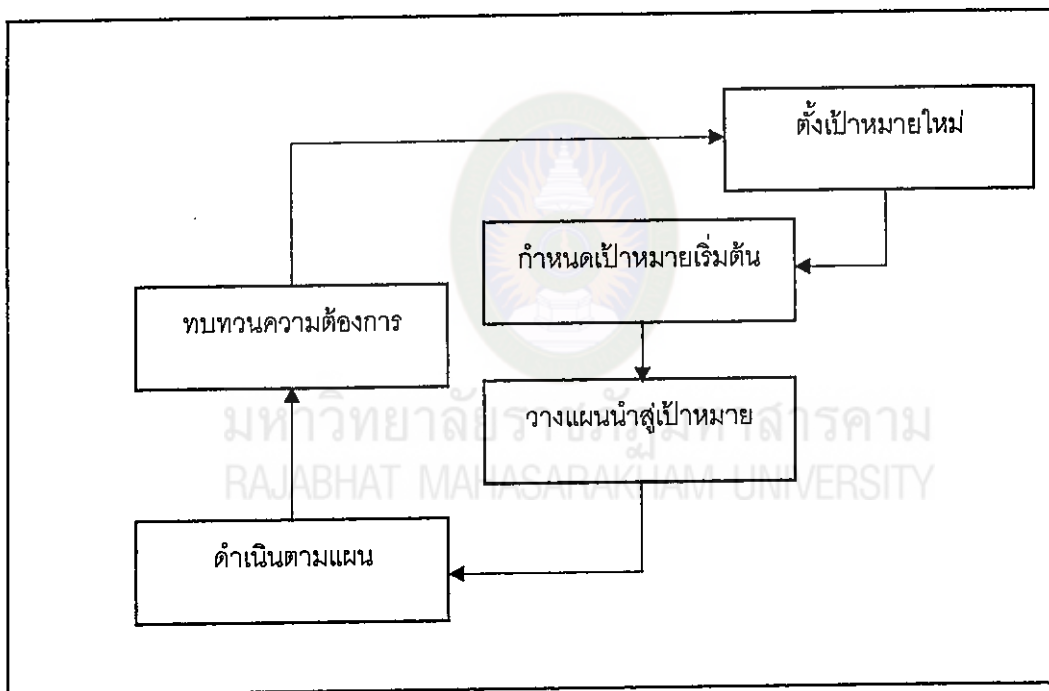 ตั้งเป้าหมายใหม่
กำหนดเป้าหมายเริ่มต้น
ทบทวนความต้องการ
วางแผนนำสู่เป้าหมาย
มหาวิทยาลัยราชภัฏมหาสารคาม
RAJABHAT MAHASARAKHAM UNIVERSITY
ดำเนินตามแผน